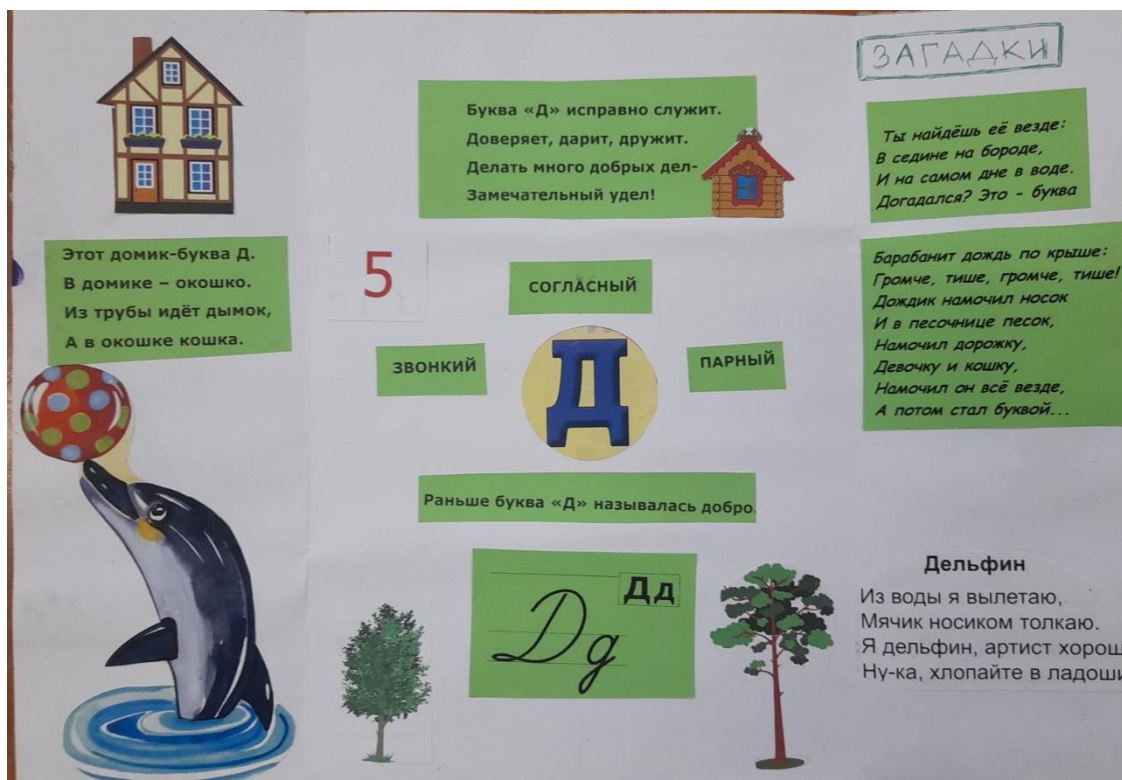 Этот домик-буква Д.
В домике – окошко.
Из трубы идёт дымок,
А в окошке кошка.
Буква «Д» исправно служит.
Доверяет, дарит, дружит.
Делать много добрых дел-
Замечательный удел!
5
СОГЛАСНЫЙ
ЗВОНКИЙ
Д
ПАРНЫЙ
Раньше буква «Д» называлась добро.
Дд
Дд
ЗАГАДКИ
Ты найдёшь её везде:
В седине на бороде,
И на самом дне в воде.
Догадался? Это - буква
Барабанит дождь по крыше:
Громче, тише, громче, тише!
Дождик намочил носок
И в песочнице песок,
Намочил дорожку,
Девочку и кошку,
Намочил он всё везде,
А потом стал буквой...
Дельфин
Из воды я вылетаю,
Мячик носиком толкаю.
Я дельфин, артист хорош
Ну-ка, хлопайте в ладоши